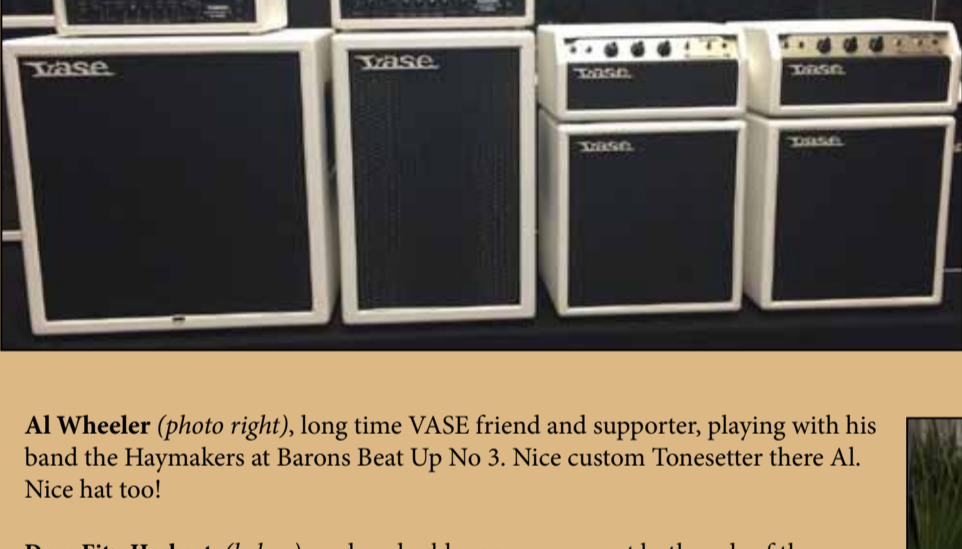 Vase
Vase
Vase
Vase
Vase
Vase
Al Wheeler (photo right), long time VASE friend and supporter, playing with his
band the Haymakers at Barons Beat Up No 3. Nice custom Tonesetter there Al.
Nice hat too!